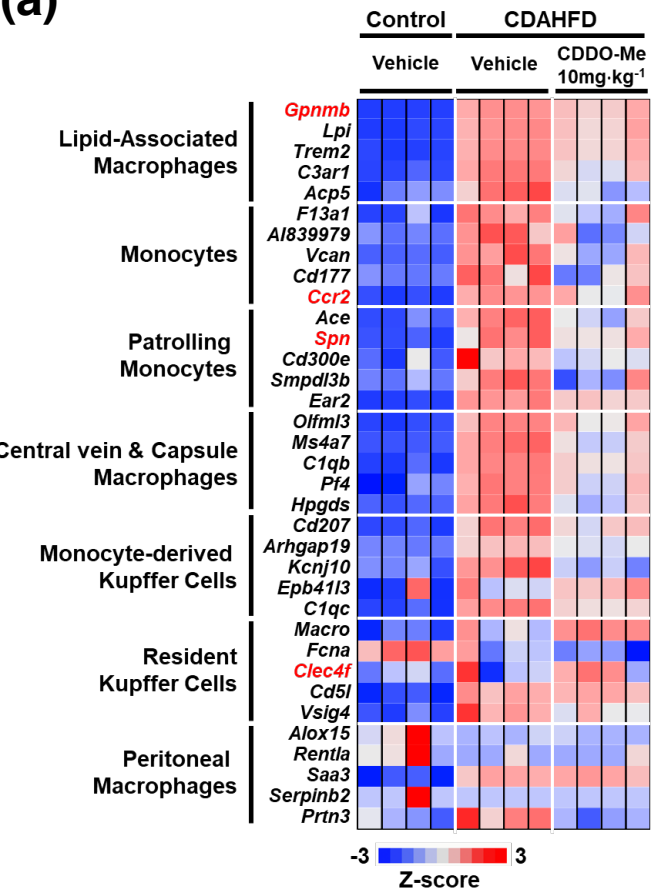 (a)
Control CDAHFD
Vehicle Vehicle CDDO-Me
10mg·kg-1
Lipid-Associated
Macrophages
Gpnmb
Lpi
Trem2
C3ar1
Acp5
Monocytes
F13a1
AI839979
Vcan
Cd177
Ccr2
Patrolling
Monocytes
Ace
Spn
Cd300e
Smpdl3b
Ear2
Central vein & Capsule
Macrophages
Olfml3
Ms4a7
C1qb
Pf4
Hpgds
Monocyte-derived
Kupffer Cells
Cd207
Arhgap19
Kcnj10
Epb41l3
C1qc
Resident
Kupffer Cells
Macro
Fcna
Clec4f
Cd5l
Vsig4
Peritoneal
Macrophages
Alox15
Rentla
Saa3
Serpinb2
Prtn3
-3 3
Z-score